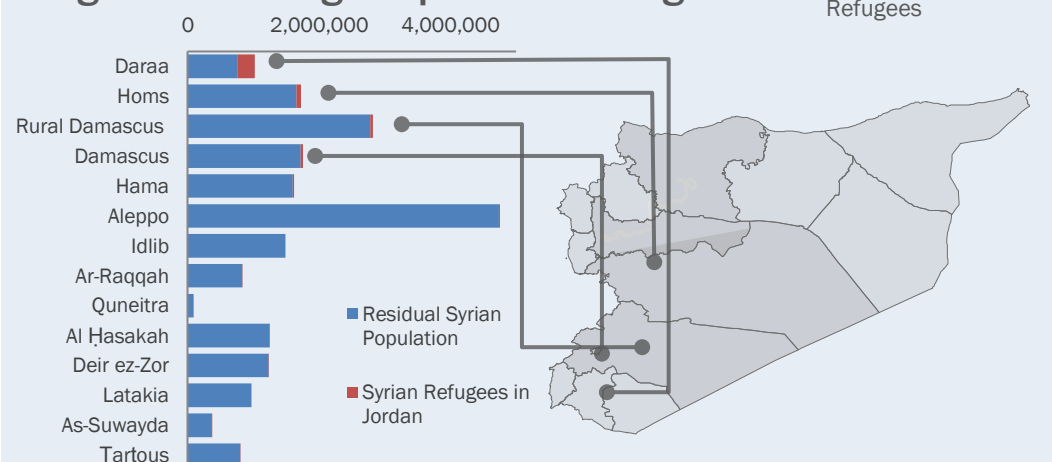 Refugees
0 2,000,000 4,000,000
Daraa
Homs
Rural Damascus
Damascus
Hama
Aleppo
Idlib
Ar-Raqqah
Quneitra
Al Ḥasakah
Deir ez-Zor
Latakia
As-Suwayda
Tartous
Residual Syrian
Population
Syrian Refugees in
Jordan